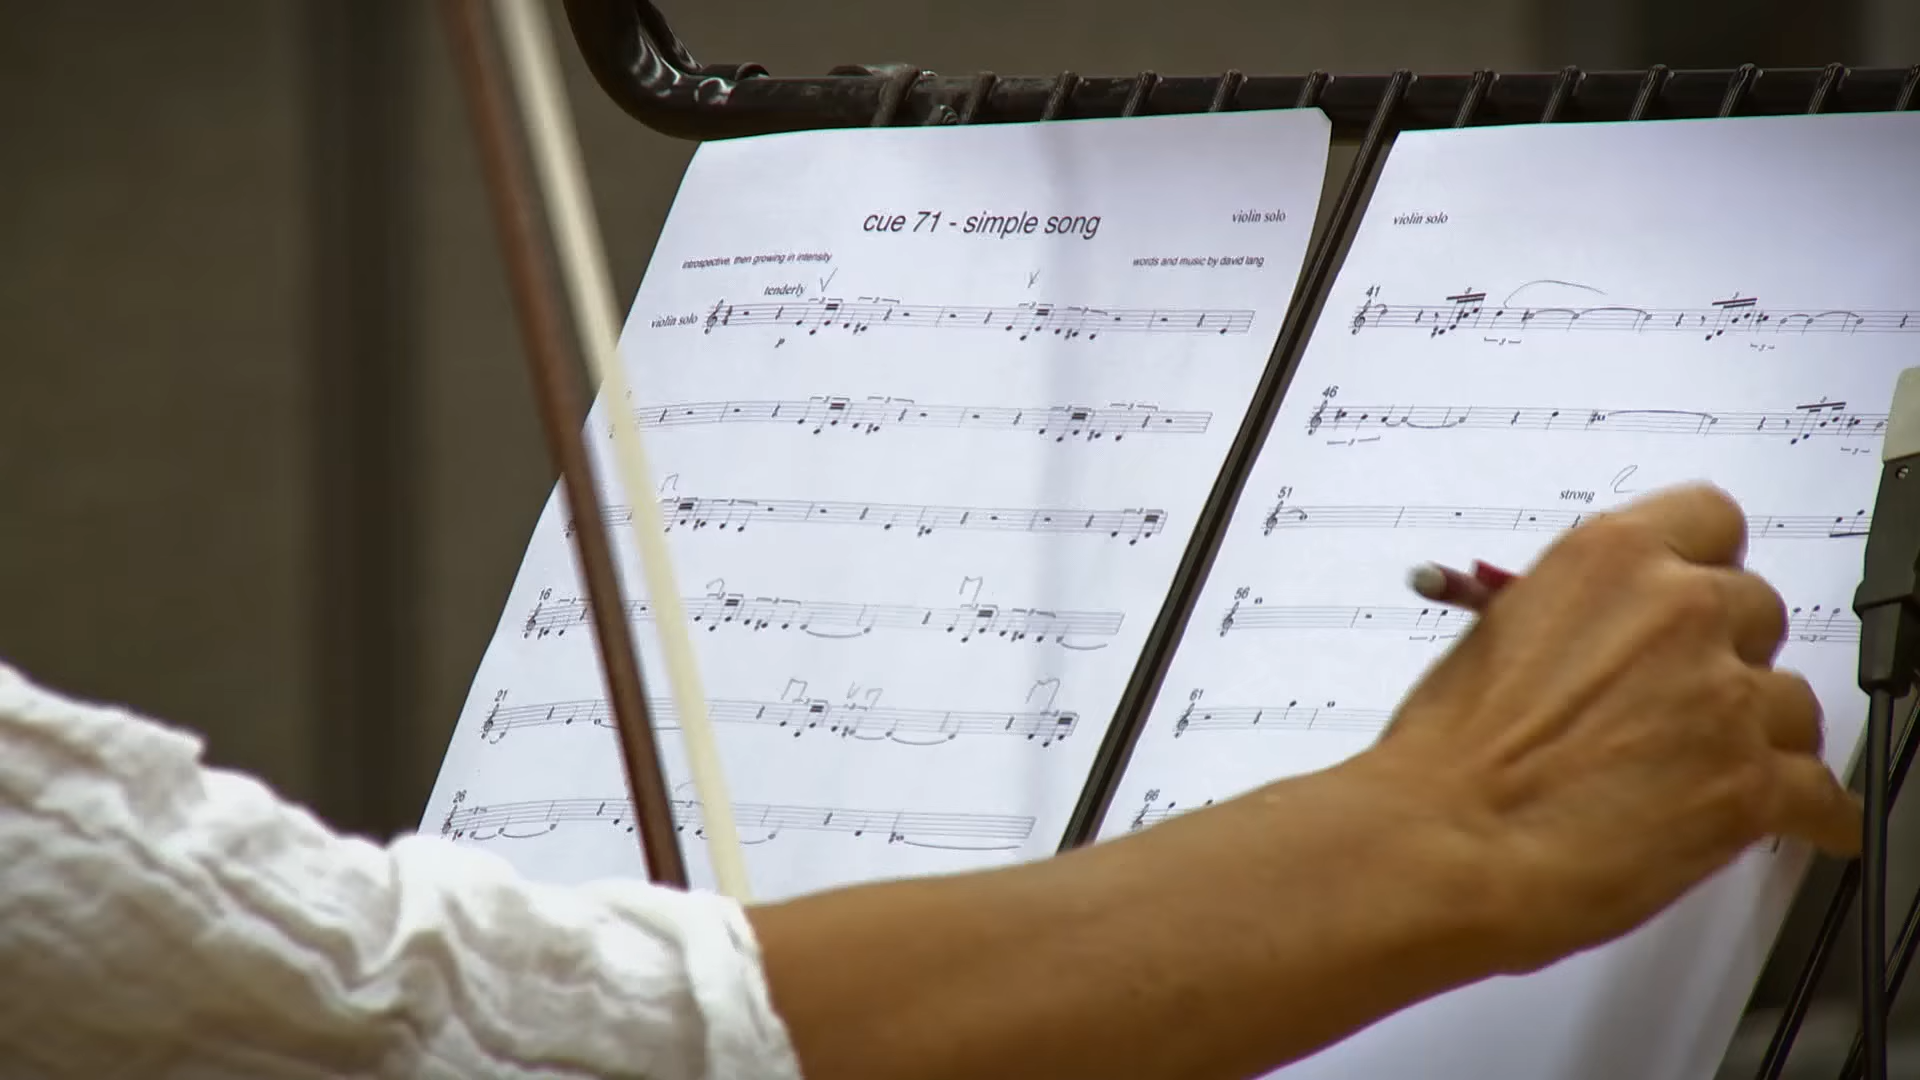 cue 71 - simple song
violin solo
introspective, then growing in intensity
words and music by david lang
tenderly
violin solo
p
16
21
26
violin solo
41
46
51
strong
56
61
66